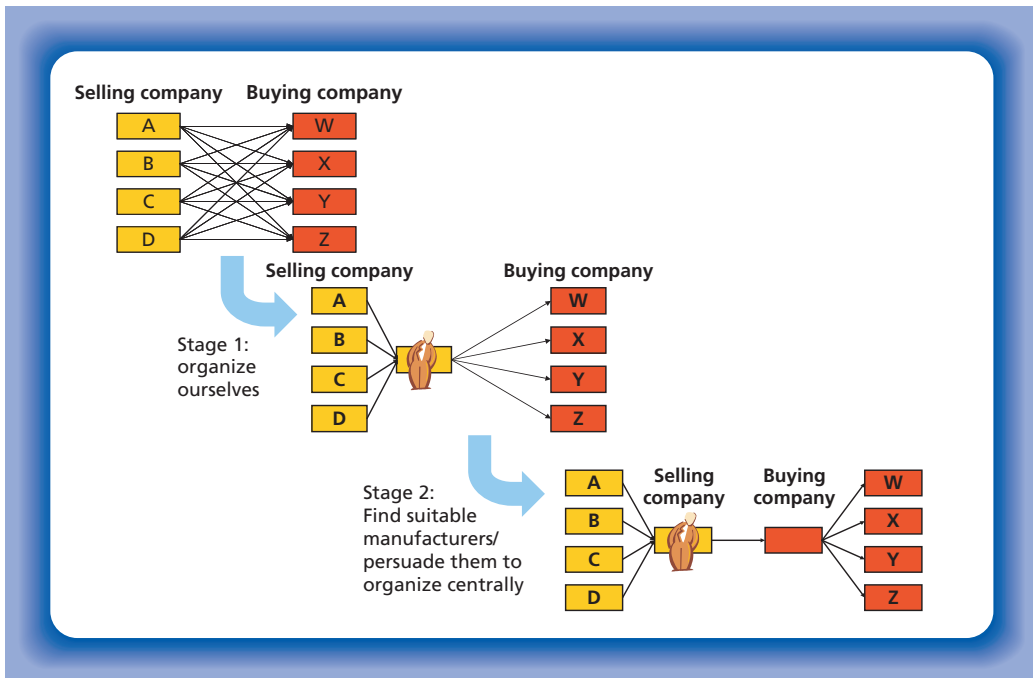 Selling company Buying company
A W
B X
C Y
D Z
Selling company Buying company
A W
B X
C Y
D Z
Stage 1:
organize
ourselves
Stage 2:
Find suitable
manufacturers/
persuade them to
organize centrally
Selling
company
Buying
company
A W
B X
C Y
D Z